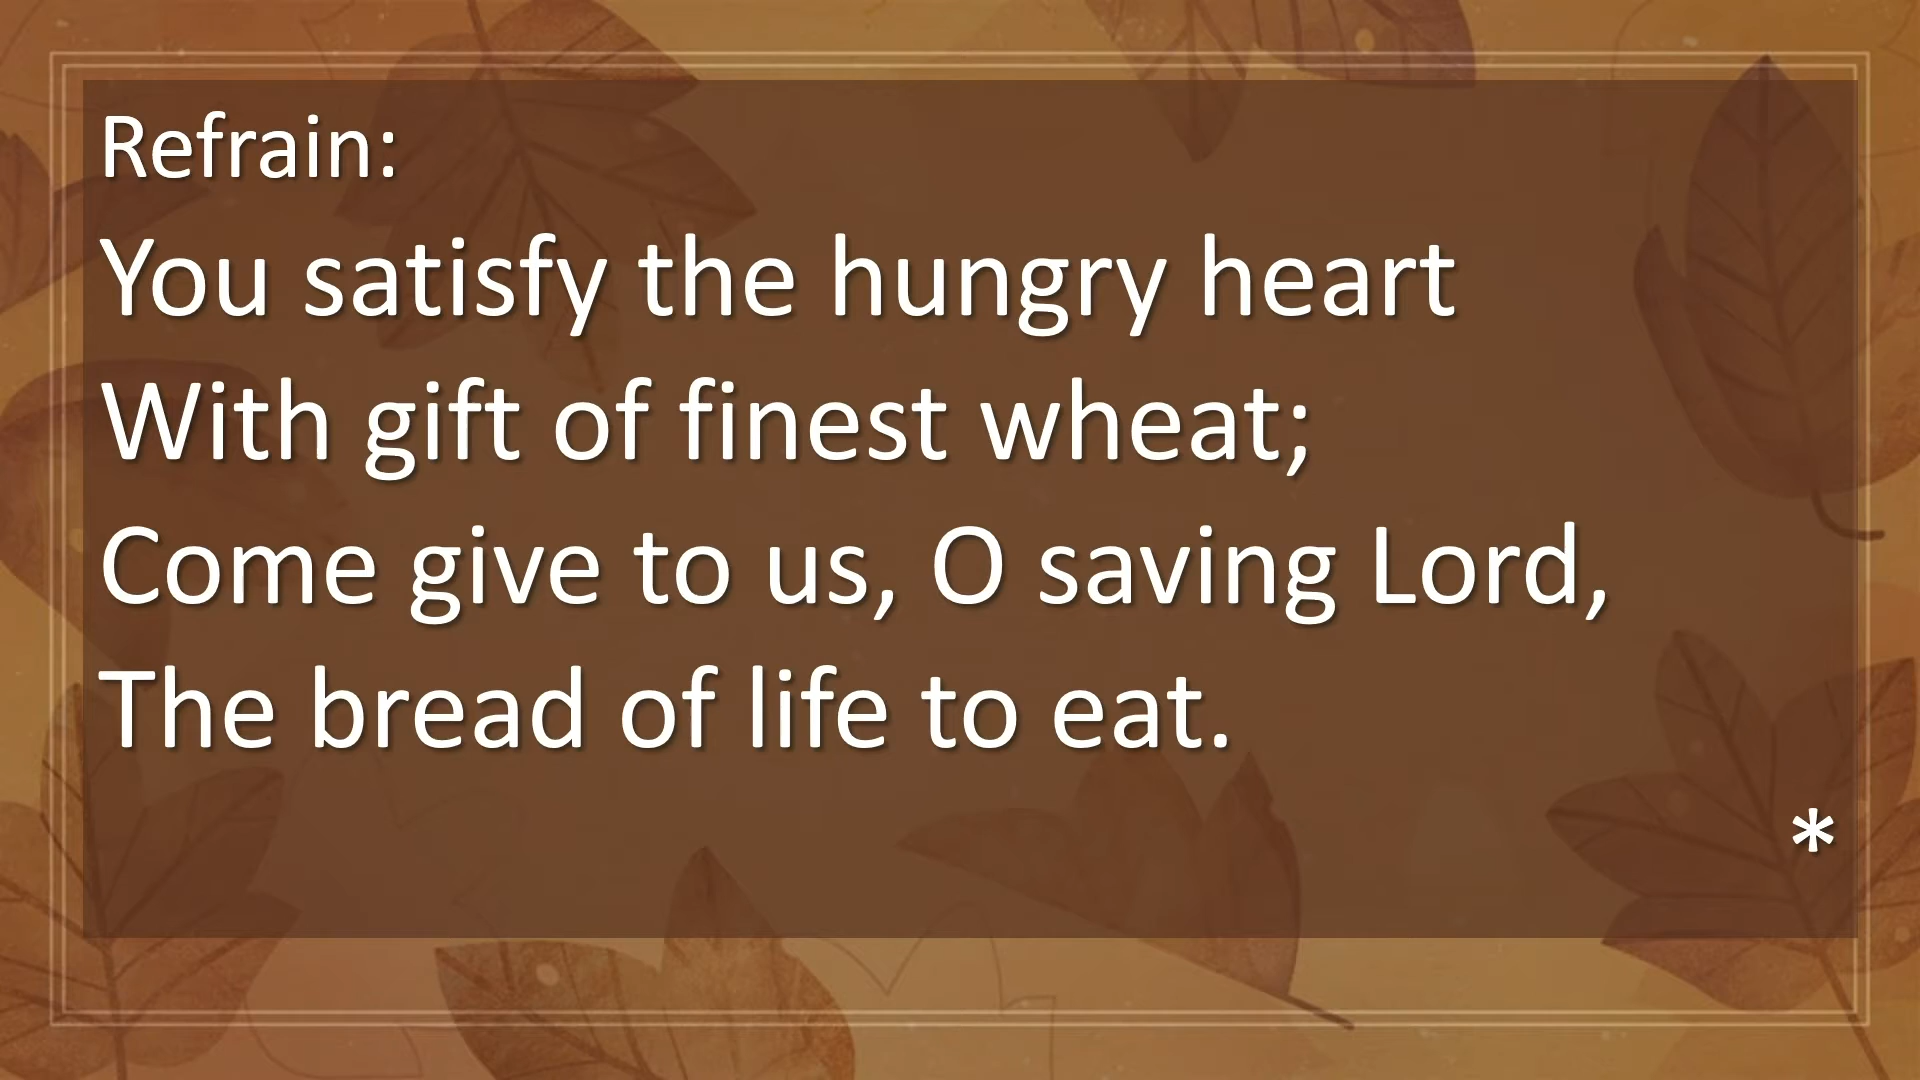 Refrain:
You satisfy the hungry heart
With gift of finest wheat;
Come give to us, O saving Lord,
The bread of life to eat.
*